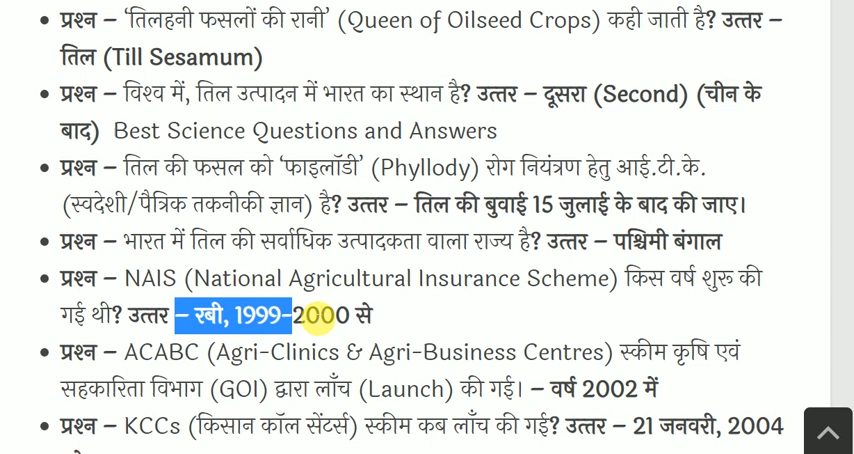 • प्रश्न – 'तिलहनी फसलों की रानी' (Queen of Oilseed Crops) कही जाती है? उत्तर –
तिल (Till Sesamum)
• प्रश्न – विश्व में, तिल उत्पादन में भारत का स्थान है? उत्तर – दूसरा (Second) (चीन के
बाद) Best Science Questions and Answers
• प्रश्न – तिल की फसल को 'फाइलॉडी' (Phyllody) रोग नियंत्रण हेतु आई.टी.के.
(स्वदेशी/पैत्रिक तकनीकी ज्ञान) है? उत्तर – तिल की बुवाई 15 जुलाई के बाद की जाए।
• प्रश्न – भारत में तिल की सर्वाधिक उत्पादकता वाला राज्य है? उत्तर – पश्चिमी बंगाल
• प्रश्न – NAIS (National Agricultural Insurance Scheme) किस वर्ष शुरू की
गई थी? उत्तर – रबी, 1999-2000 से
• प्रश्न – ACABC (Agri-Clinics & Agri-Business Centres) स्कीम कृषि एवं
सहकारिता विभाग (GOI) द्वारा लाँच (Launch) की गई। – वर्ष 2002 में
• प्रश्न – KCCs (किसान कॉल सेंटर्स) स्कीम कब लाँच की गई? उत्तर – 21 जनवरी, 2004